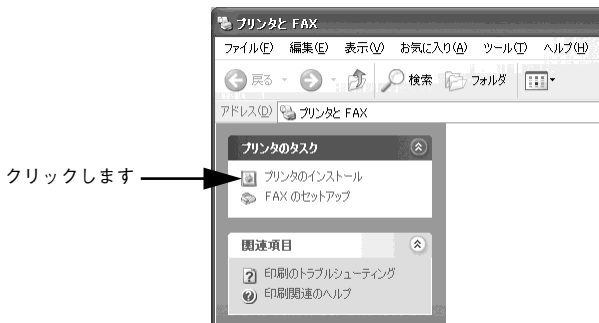 プリンタと FAX
ファイル(F) 編集(E) 表示(V) お気に入り(A) ツール(T) ヘルプ(H)
戻る 検索 フォルダ
アドレス(D) プリンタと FAX
プリンタのタスク
クリックします
プリンタのインストール
FAX のセットアップ
関連項目
印刷のトラブルシューティング
印刷関連のヘルプ